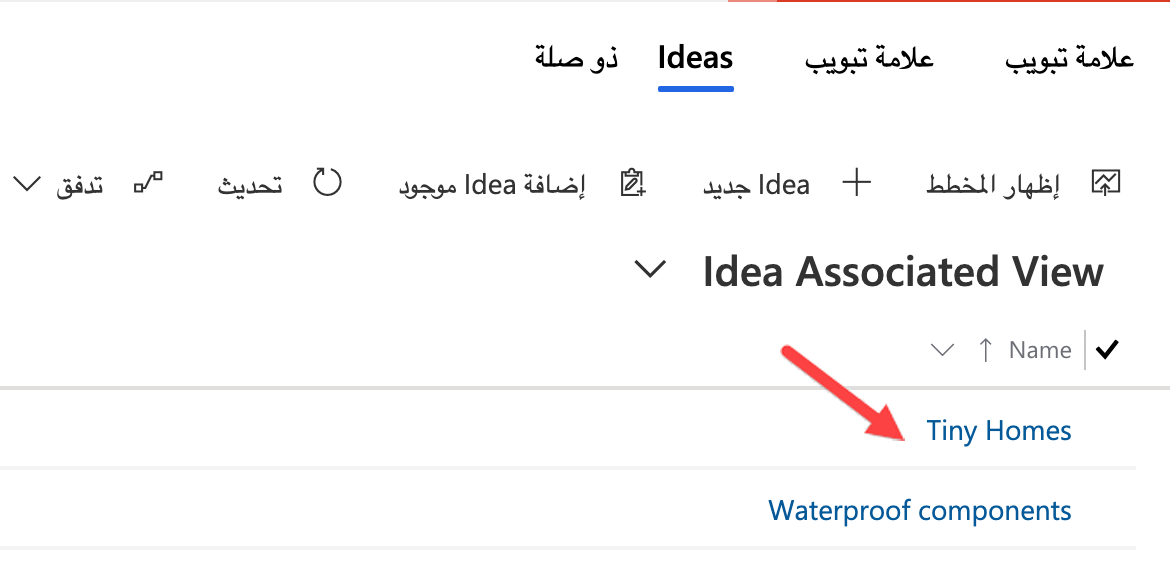 علامة تبويب علامة تبويب Ideas ذو صلة
إظهار المخطط Idea جديد إضافة Idea موجود تحديث تدفق
Idea Associated View
Name
Tiny Homes
Waterproof components